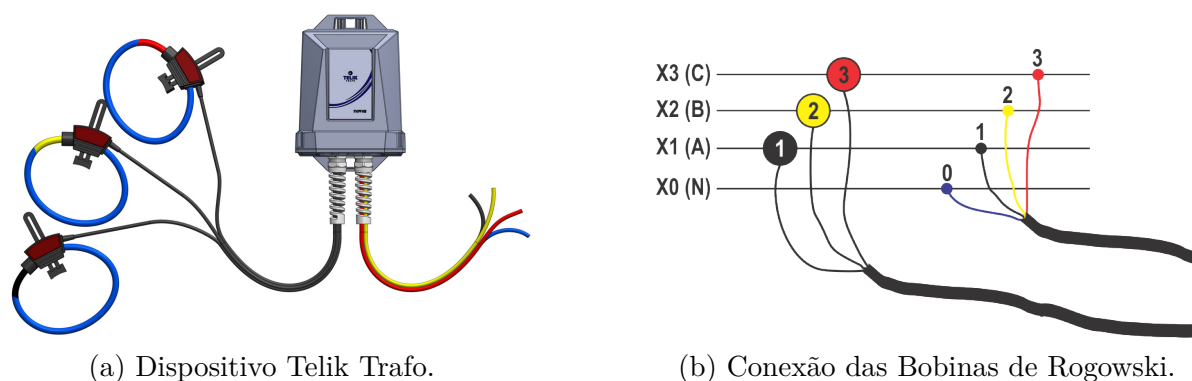 TELIK
X3 (C)
3
3
X2 (B)
2
2
X1 (A)
1
1
0
X0 (N)
(a) Dispositivo Telik Trafo.
(b) Conexão das Bobinas de Rogowski.